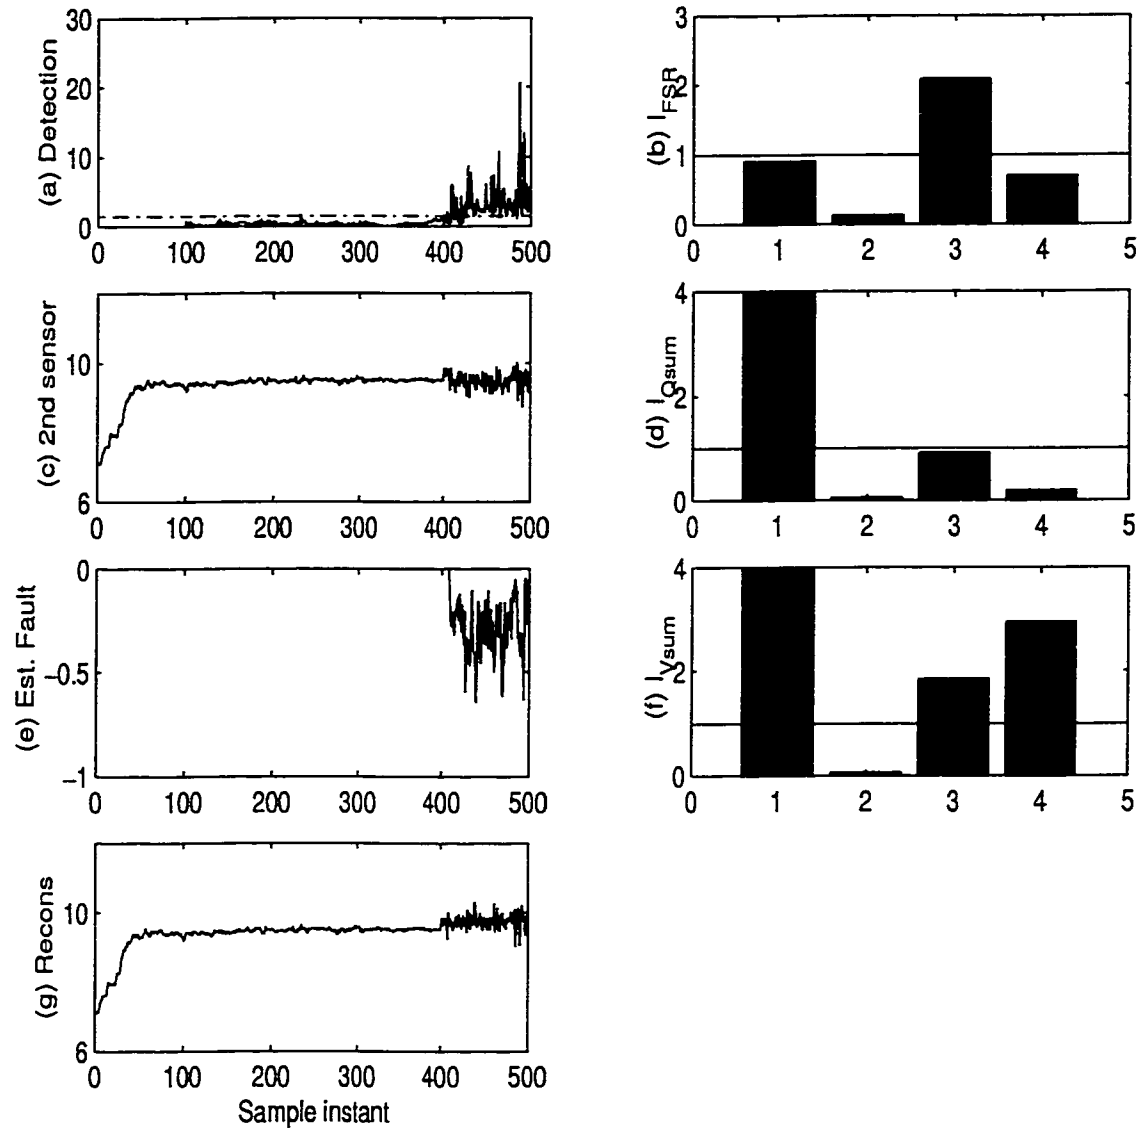 (a) Detection
30
20
10
0
0 100 200 300 400 500
(b) I_FSR
3
2
1
0
0 1 2 3 4 5
(c) 2nd sensor
10
6
0 100 200 300 400 500
(d) I_Qsum
4
2
0
0 1 2 3 4 5
(e) Est. Fault
0
−0.5
−1
0 100 200 300 400 500
(f) I_Vsum
4
2
0
0 1 2 3 4 5
(g) Recons
10
6
0 100 200 300 400 500
Sample instant